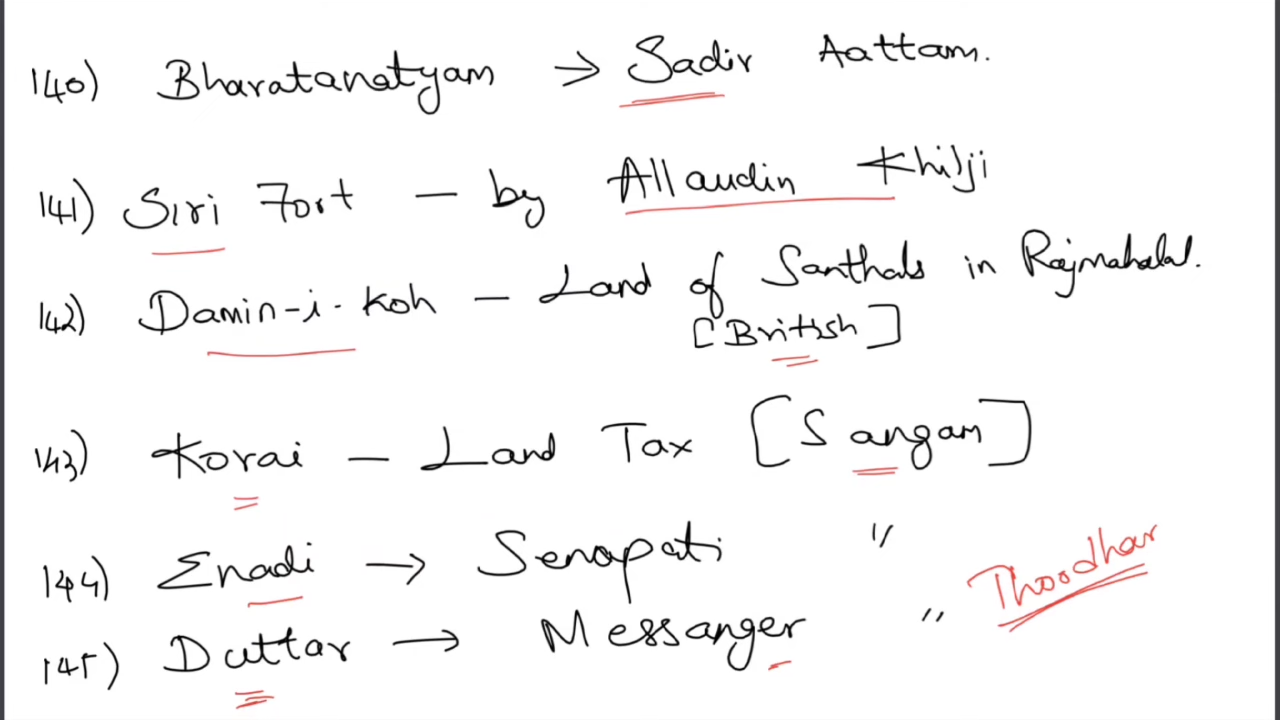 140) Bharatanatyam → Sadir Aattam.
141) Siri Fort - by Allaudin Khilji
142) Damin-i-Koh - Land of Santhals in Rajmahalal.
[British]
143) Korai - Land Tax [Sangam]
144) Enadi → Senapati "
145) Duttar → Messanger " Thoodhar